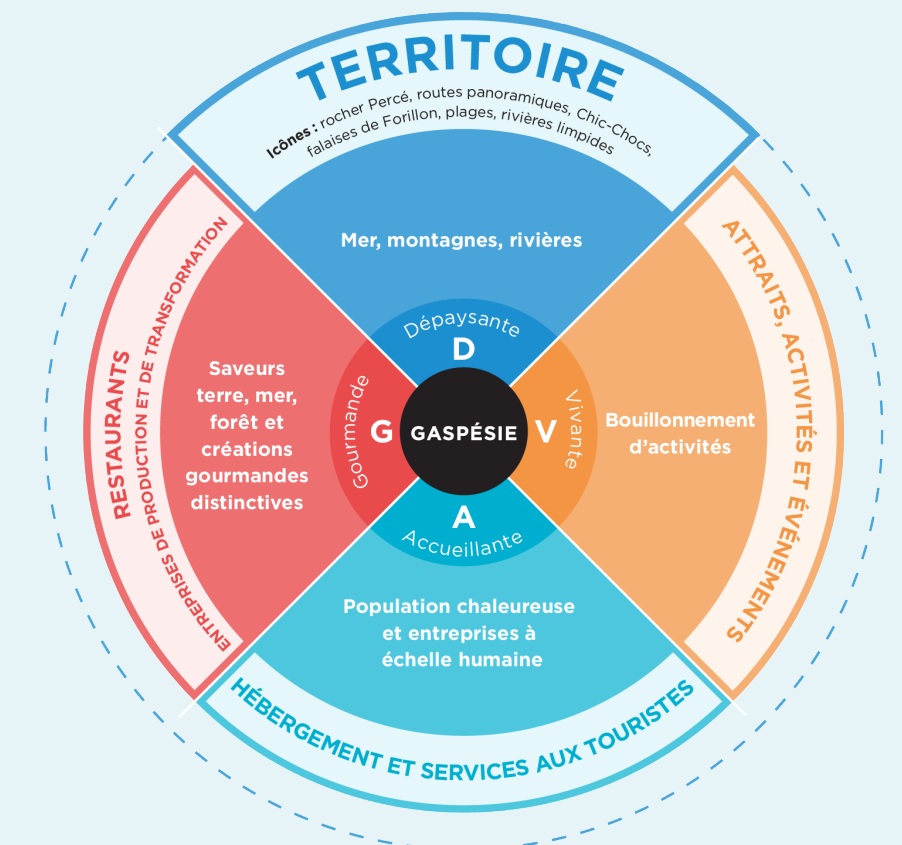 TERRITOIRE
Icônes : rocher Percé, routes panoramiques, Chic-Chocs,
falaises de Forillon, plages, rivières limpides
Mer, montagnes, rivières
Dépaysante
D
RESTAURANTS
ENTREPRISES DE PRODUCTION ET DE TRANSFORMATION
Saveurs
terre, mer,
forêt et
créations
gourmandes
distinctives
Gourmande
G
GASPÉSIE
V
Vivante
Bouillonnement
d’activités
ATTRAITS, ACTIVITÉS ET ÉVÉNEMENTS
A
Accueillante
Population chaleureuse
et entreprises à
échelle humaine
HÉBERGEMENT ET SERVICES AUX TOURISTES